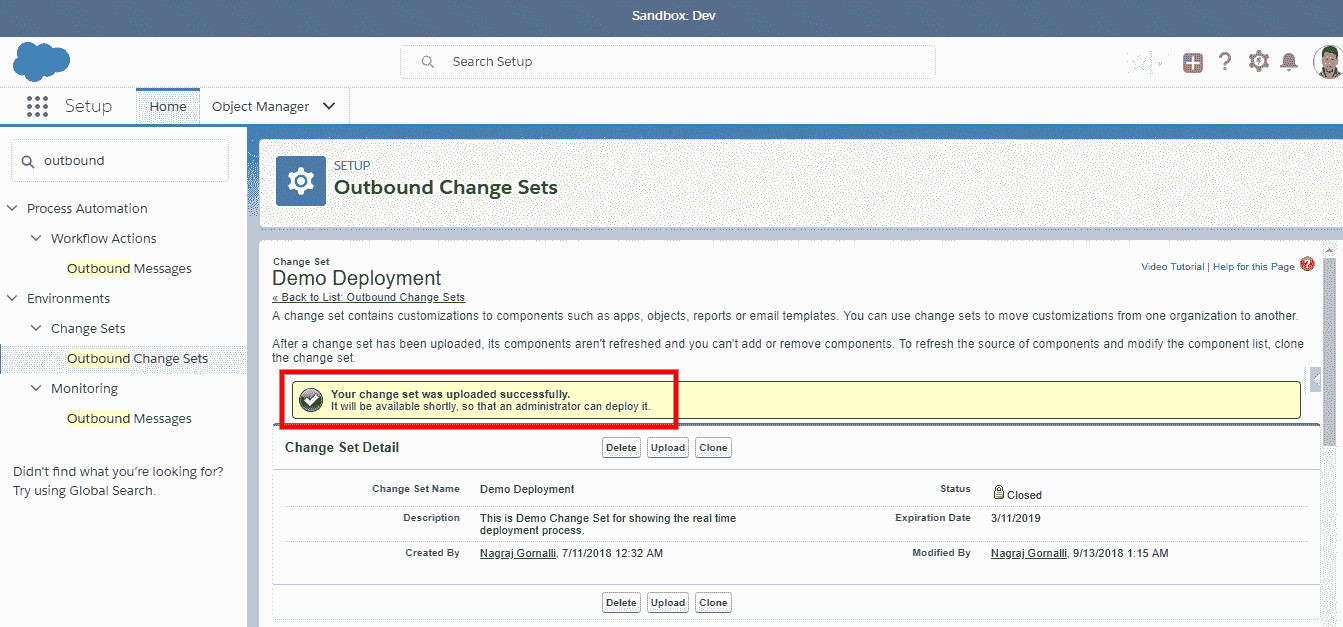 Sandbox: Dev
Search Setup
Setup
Home
Object Manager
outbound
Process Automation
Workflow Actions
Outbound Messages
Environments
Change Sets
Outbound Change Sets
Monitoring
Outbound Messages
Didn't find what you're looking for?
Try using Global Search.
SETUP
Outbound Change Sets
Change Set
Demo Deployment
« Back to List: Outbound Change Sets
Video Tutorial | Help for this Page
A change set contains customizations to components such as apps, objects, reports or email templates. You can use change sets to move customizations from one organization to another.
After a change set has been uploaded, its components aren't refreshed and you can't add or remove components. To refresh the source of components and modify the component list, clone
the change set.
Your change set was uploaded successfully.
It will be available shortly, so that an administrator can deploy it.
Change Set Detail Delete Upload Clone
Change Set Name Demo Deployment Status Closed
Description This is Demo Change Set for showing the real time Expiration Date 3/11/2019
deployment process.
Created By Nagraj Gornalli, 7/11/2018 12:32 AM Modified By Nagraj Gornalli, 9/13/2018 1:15 AM
Delete Upload Clone